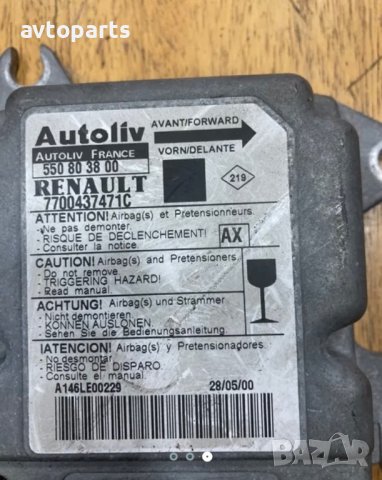 avtoparts
Autoliv
AVANT/FORWARD
AUTOLIV FRANCE
VORN/DELANTE
550 80 38 00
RENAULT
219
7700437471C
ATTENTION! Airbag(s) et Pretensionneurs.
- Ne pas demonter.
- RISQUE DE DECLENCHEMENT!
- Consulter la notice.
AX
CAUTION! Airbag(s) and Pretensioners
- Do not remove.
- TRIGGERING HAZARD!
- Read manual.
ACHTUNG! Airbag(s) und Strammer
- Nicht demontieren.
- KONNEN AUSLONEN.
- Sehen Sie die Bedienungsanleitung.
!ATENCION! Airbag(s) y Pretensionadores
- No desmontar.
- RIESGO DE DISPARO
- Consulte el manual
A146LE00229
28/05/00
BAZAR